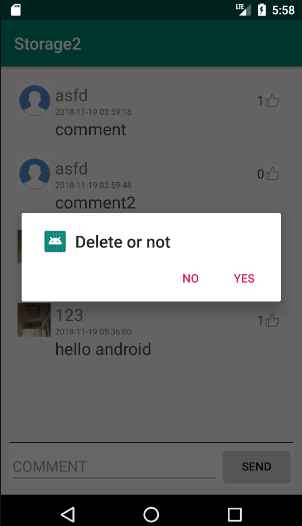 LTE 5:58
Storage2
asfd
1
2018-11-19 03:59:18
comment
asfd
0
2018-11-19 03:59:48
comment2
Delete or not
NO YES
123
1
2018-11-19 05:36:00
hello android
COMMENT
SEND